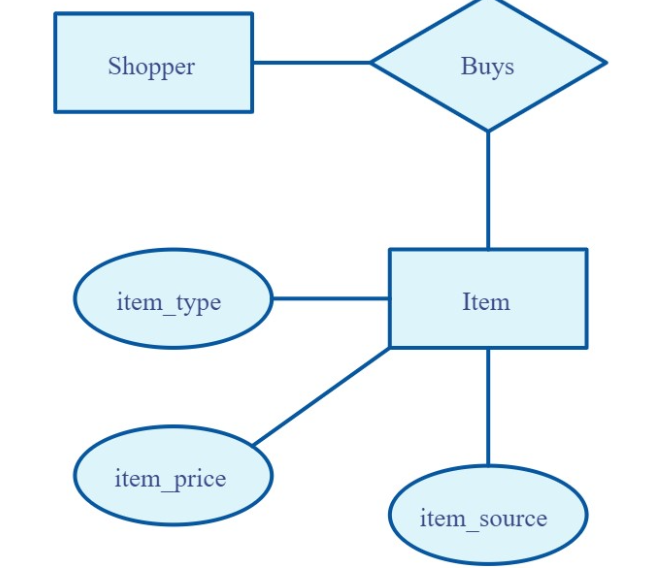 Shopper
Buys
item_type
Item
item_price
item_source